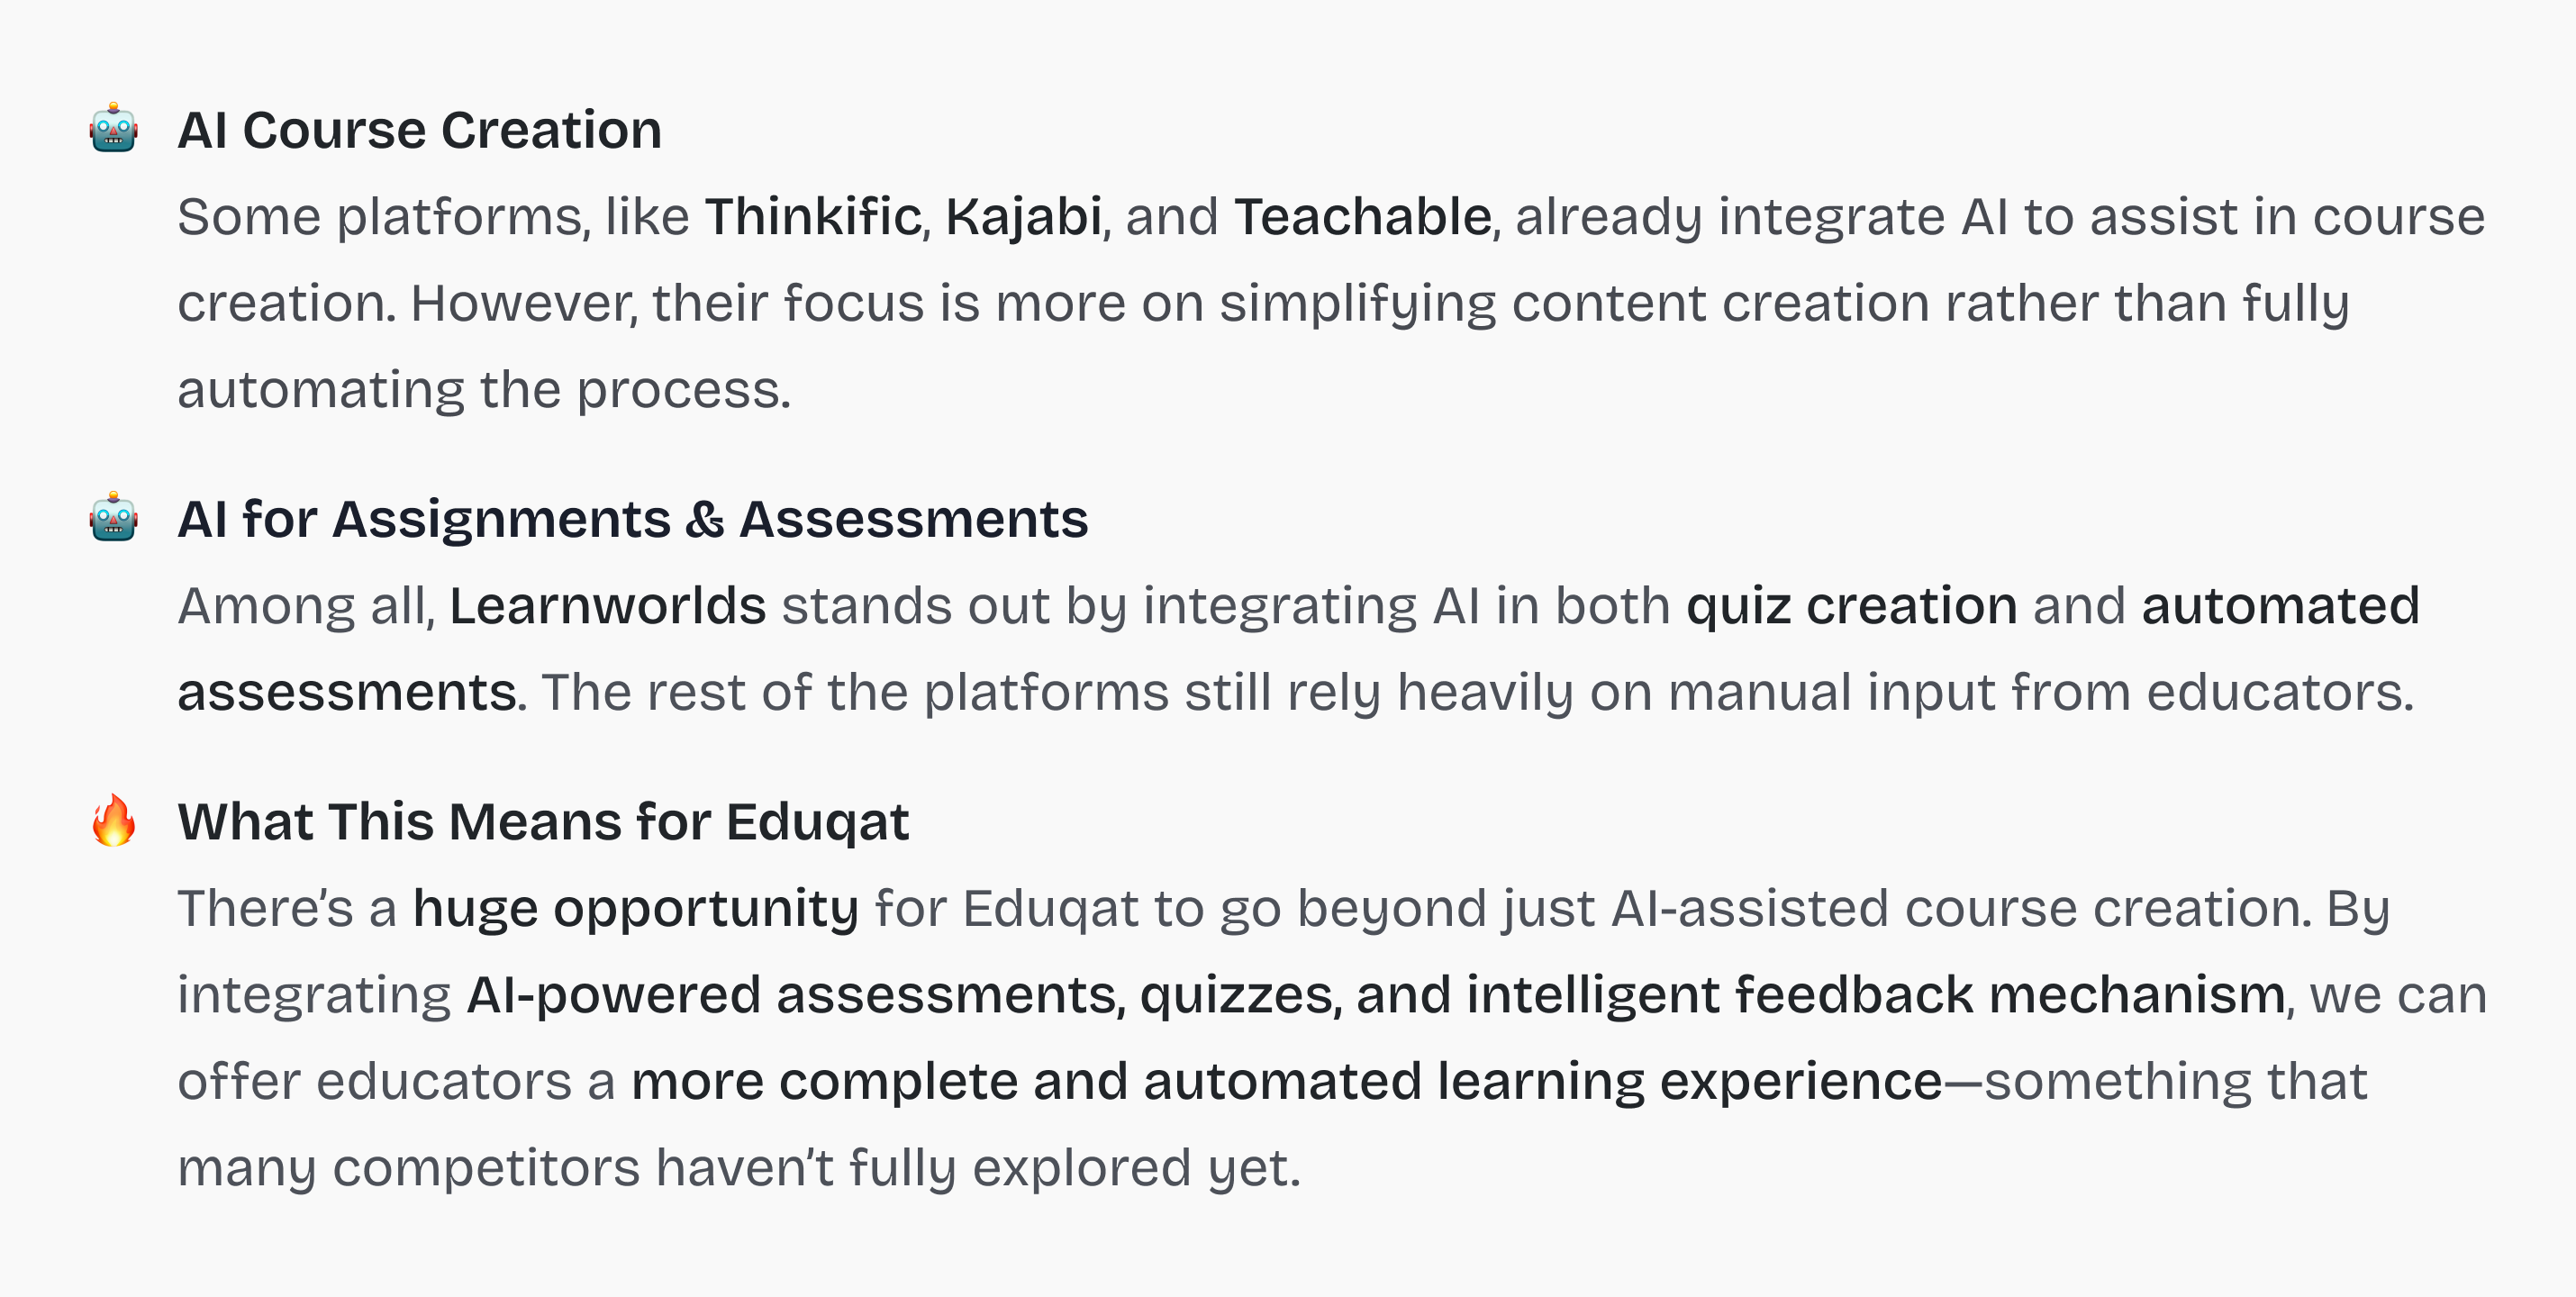 AI Course Creation
Some platforms, like Thinkific, Kajabi, and Teachable, already integrate AI to assist in course
creation. However, their focus is more on simplifying content creation rather than fully
automating the process.
AI for Assignments & Assessments
Among all, Learnworlds stands out by integrating AI in both quiz creation and automated
assessments. The rest of the platforms still rely heavily on manual input from educators.
What This Means for Eduqat
There’s a huge opportunity for Eduqat to go beyond just AI-assisted course creation. By
integrating AI-powered assessments, quizzes, and intelligent feedback mechanism, we can
offer educators a more complete and automated learning experience—something that
many competitors haven’t fully explored yet.